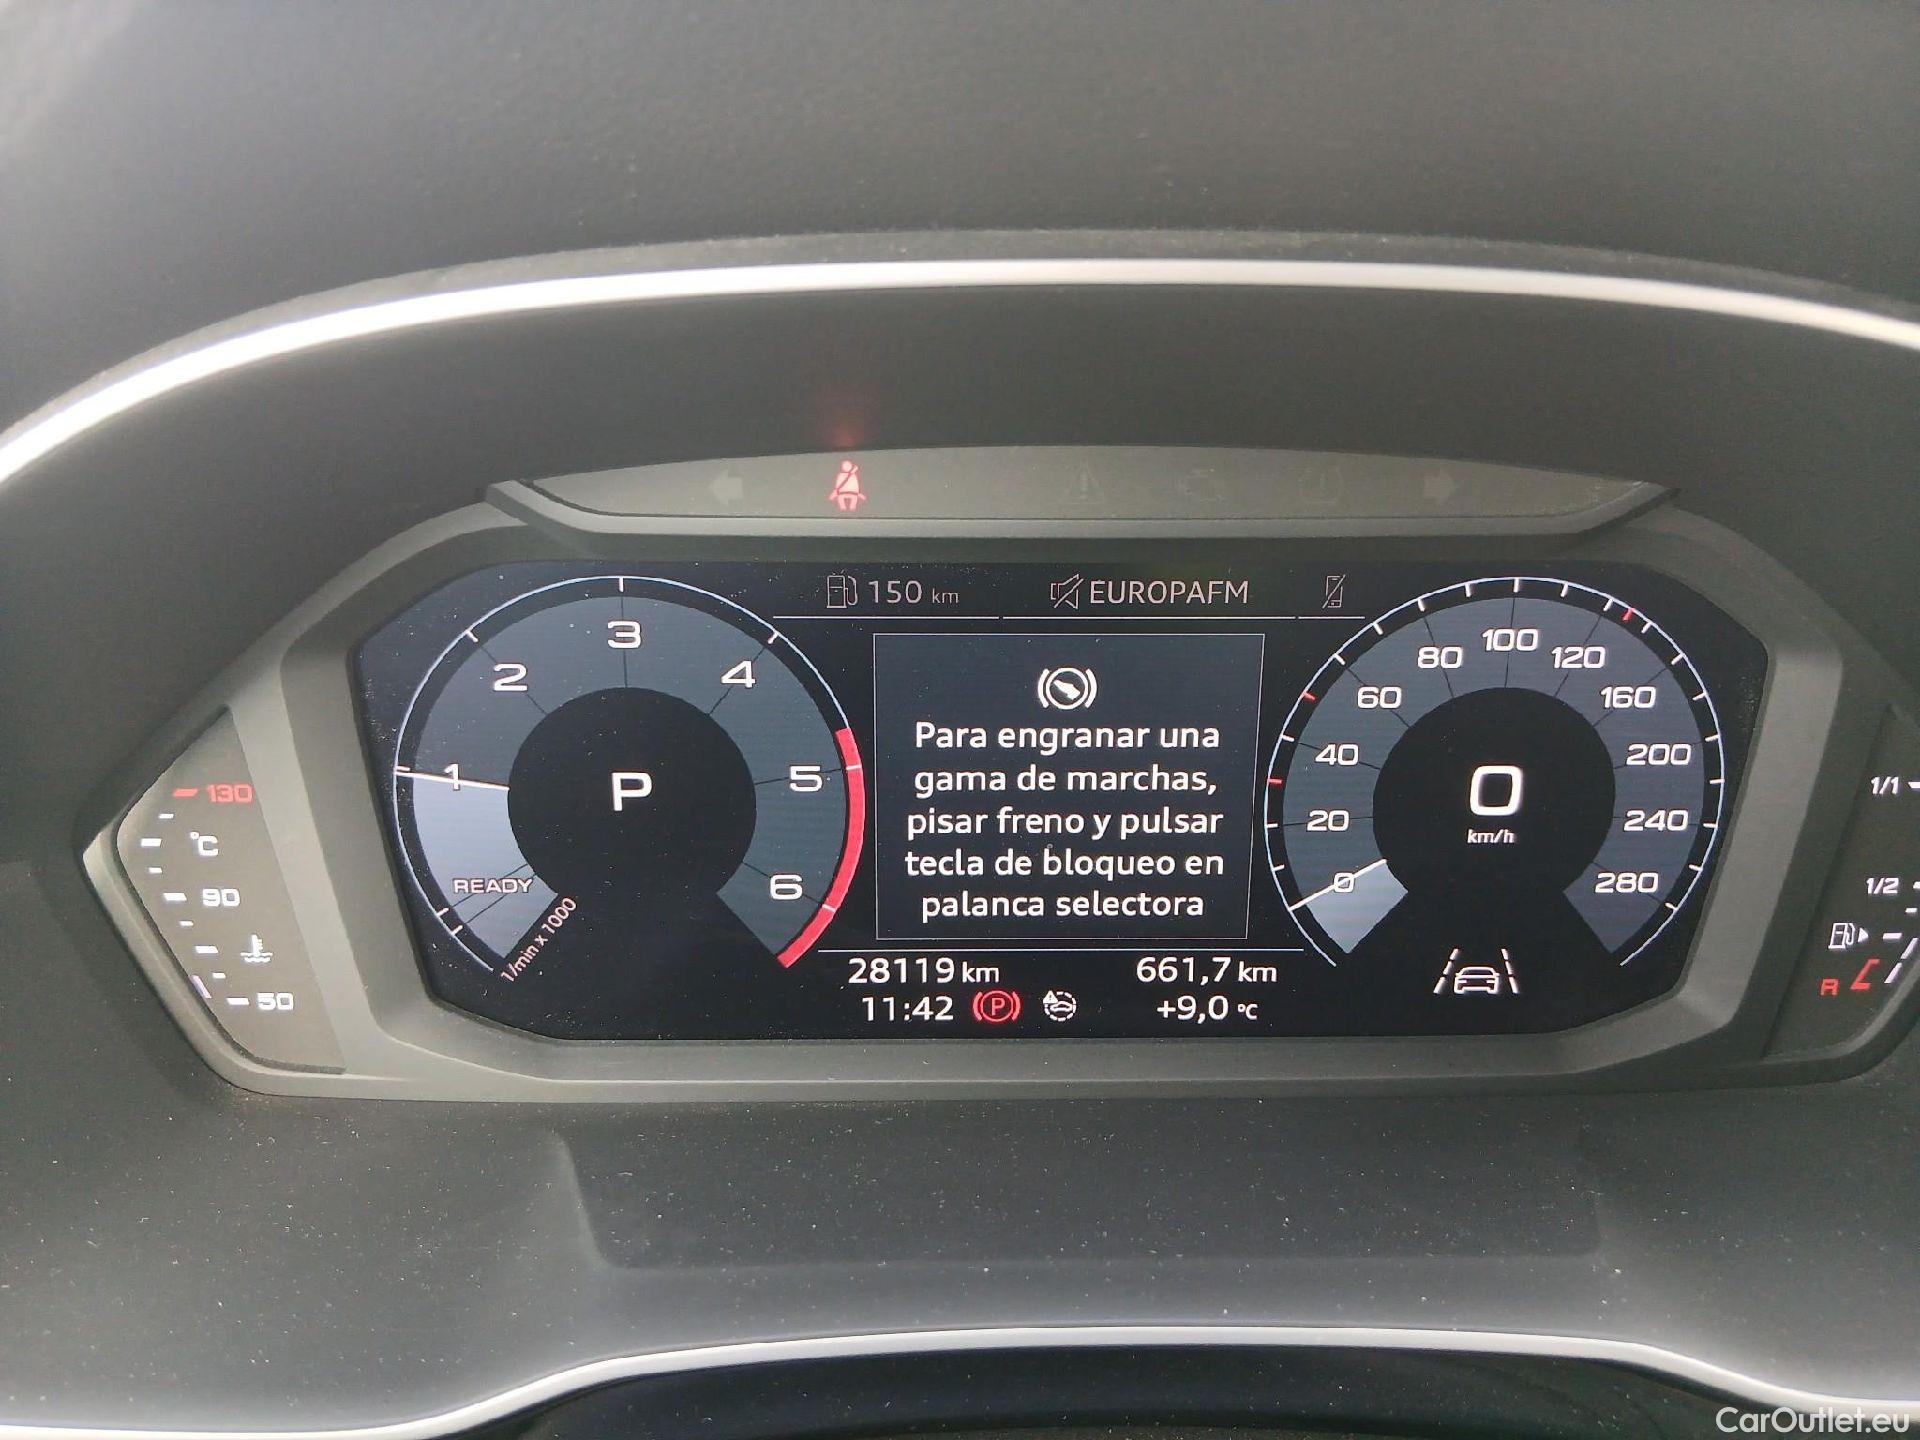 150 km
EUROPAFM
1
2
3
4
5
6
READY
1/min x 1000
P
Para engranar una
gama de marchas,
pisar freno y pulsar
tecla de bloqueo en
palanca selectora
0
20
40
60
80
100
120
160
200
240
280
0
km/h
130
°C
90
50
1/1
1/2
R
28119 km
661,7 km
11:42
P
+9,0 °C
CarOutlet.eu